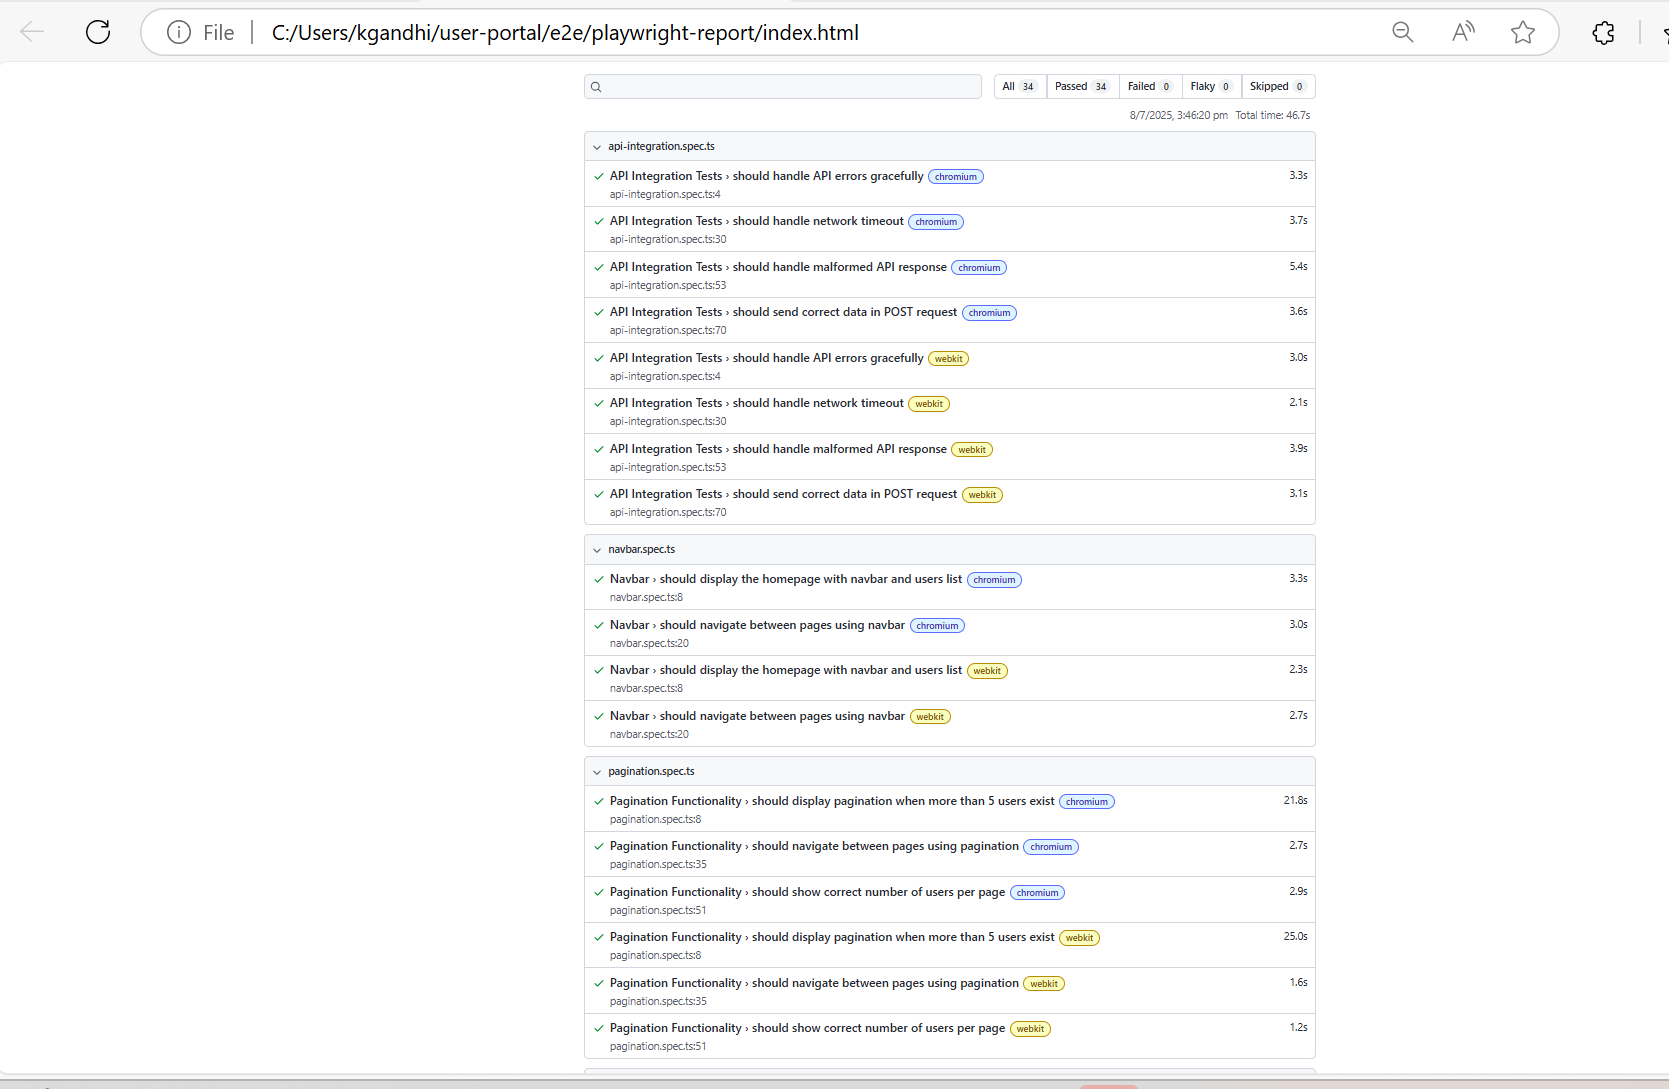 File C:/Users/kgandhi/user-portal/e2e/playwright-report/index.html
All 34 Passed 34 Failed 0 Flaky 0 Skipped 0
8/7/2025, 3:46:20 pm Total time: 46.7s
api-integration.spec.ts
API Integration Tests › should handle API errors gracefully chromium 3.3s
api-integration.spec.ts:4
API Integration Tests › should handle network timeout chromium 3.7s
api-integration.spec.ts:30
API Integration Tests › should handle malformed API response chromium 5.4s
api-integration.spec.ts:53
API Integration Tests › should send correct data in POST request chromium 3.6s
api-integration.spec.ts:70
API Integration Tests › should handle API errors gracefully webkit 3.0s
api-integration.spec.ts:4
API Integration Tests › should handle network timeout webkit 2.1s
api-integration.spec.ts:30
API Integration Tests › should handle malformed API response webkit 3.9s
api-integration.spec.ts:53
API Integration Tests › should send correct data in POST request webkit 3.1s
api-integration.spec.ts:70
navbar.spec.ts
Navbar › should display the homepage with navbar and users list chromium 3.3s
navbar.spec.ts:8
Navbar › should navigate between pages using navbar chromium 3.0s
navbar.spec.ts:20
Navbar › should display the homepage with navbar and users list webkit 2.3s
navbar.spec.ts:8
Navbar › should navigate between pages using navbar webkit 2.7s
navbar.spec.ts:20
pagination.spec.ts
Pagination Functionality › should display pagination when more than 5 users exist chromium 21.8s
pagination.spec.ts:8
Pagination Functionality › should navigate between pages using pagination chromium 2.7s
pagination.spec.ts:35
Pagination Functionality › should show correct number of users per page chromium 2.9s
pagination.spec.ts:51
Pagination Functionality › should display pagination when more than 5 users exist webkit 25.0s
pagination.spec.ts:8
Pagination Functionality › should navigate between pages using pagination webkit 1.6s
pagination.spec.ts:35
Pagination Functionality › should show correct number of users per page webkit 1.2s
pagination.spec.ts:51